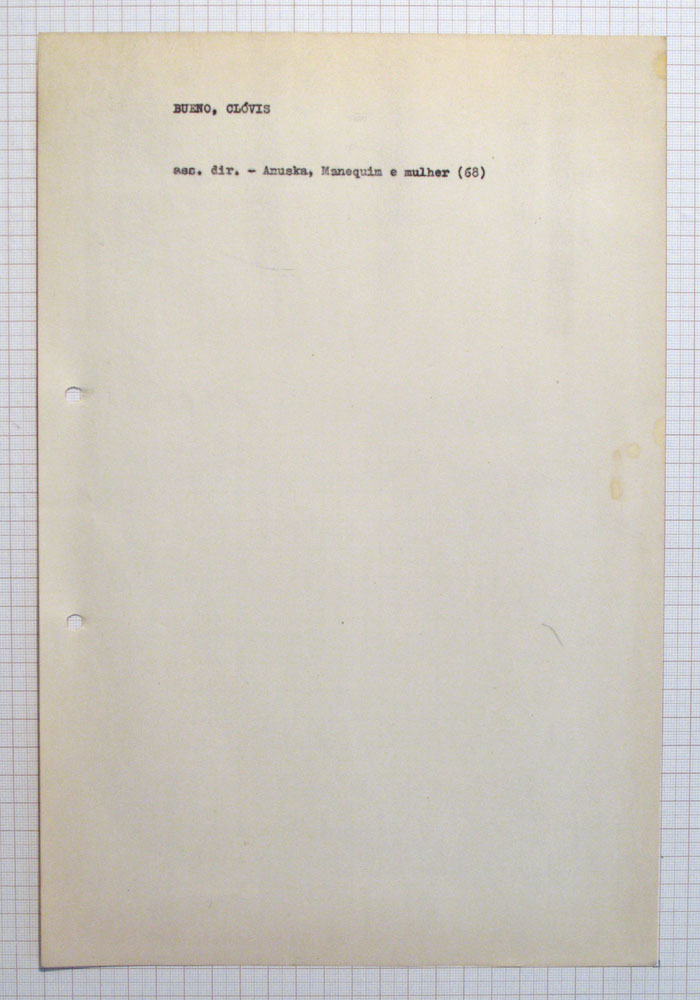 BUENO, CLÓVIS
ass. dir. - Anuska, Manequim e mulher (68)